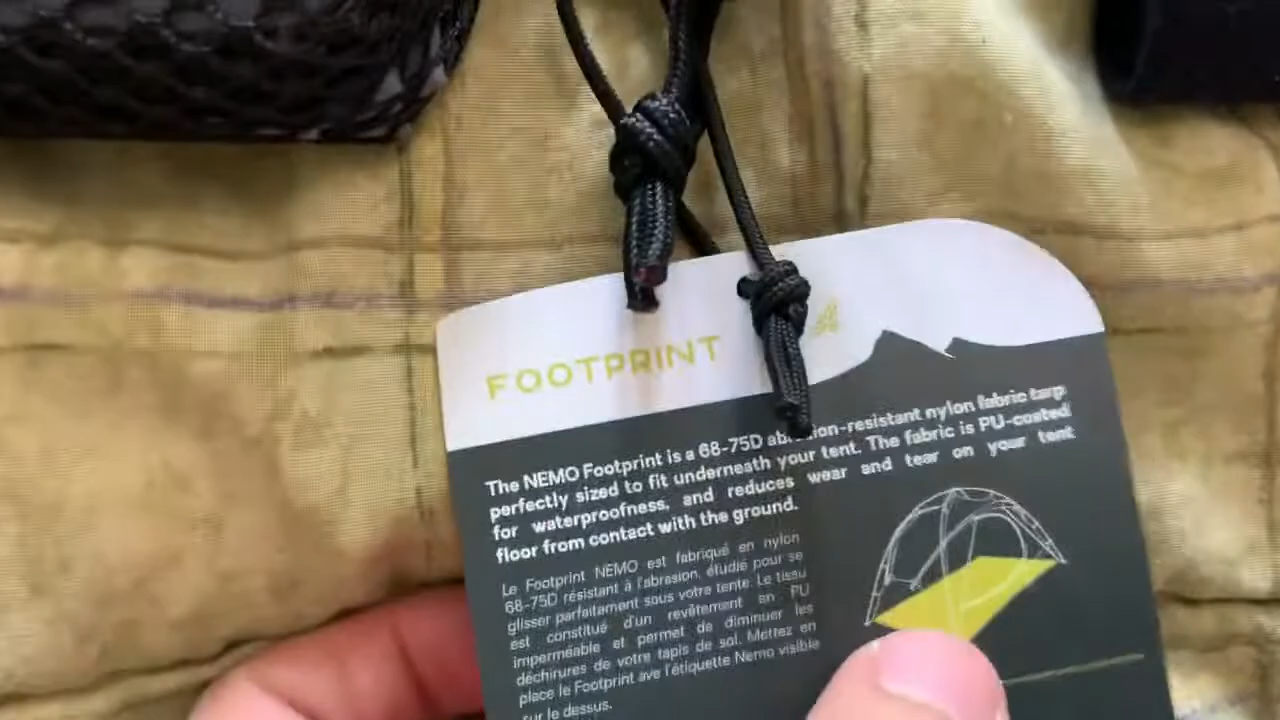 FOOTPRINT
The NEMO Footprint is a 68-75D nylon fabric tarp
perfectly sized to fit underneath your tent. The fabric is PU-coated
for waterproofness, and reduces wear and tear on your tent
floor from contact with the ground.
Le Footprint NEMO est fabriqué en nylon
68-75D résistant à l'abrasion, étudié pour se
glisser parfaitement sous votre tente. Le tissu
est constitué d'un revêtement en PU
imperméable et permet de diminuer les
déchirures de votre tapis de sol. Mettez en
place le Footprint ave l'étiquette Nemo visible
sur le dessus.